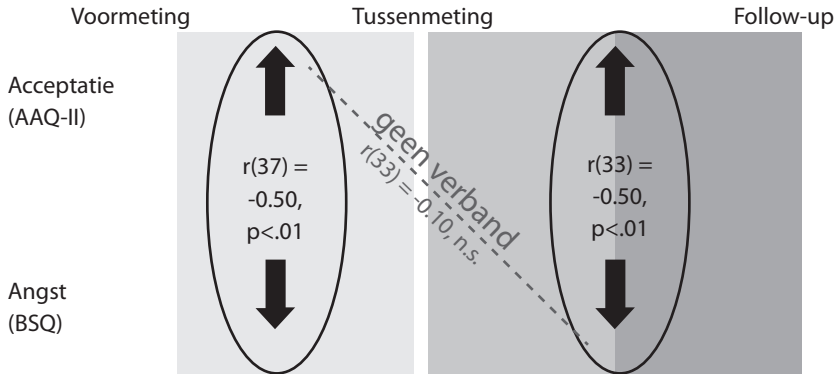 Voormeting
Tussenmeting
Follow-up
Acceptatie
(AAQ-II)
r(37) =
-0.50,
p<.01
geen verband
r(33) = -0.10, n.s.
r(33) =
-0.50,
p<.01
Angst
(BSQ)